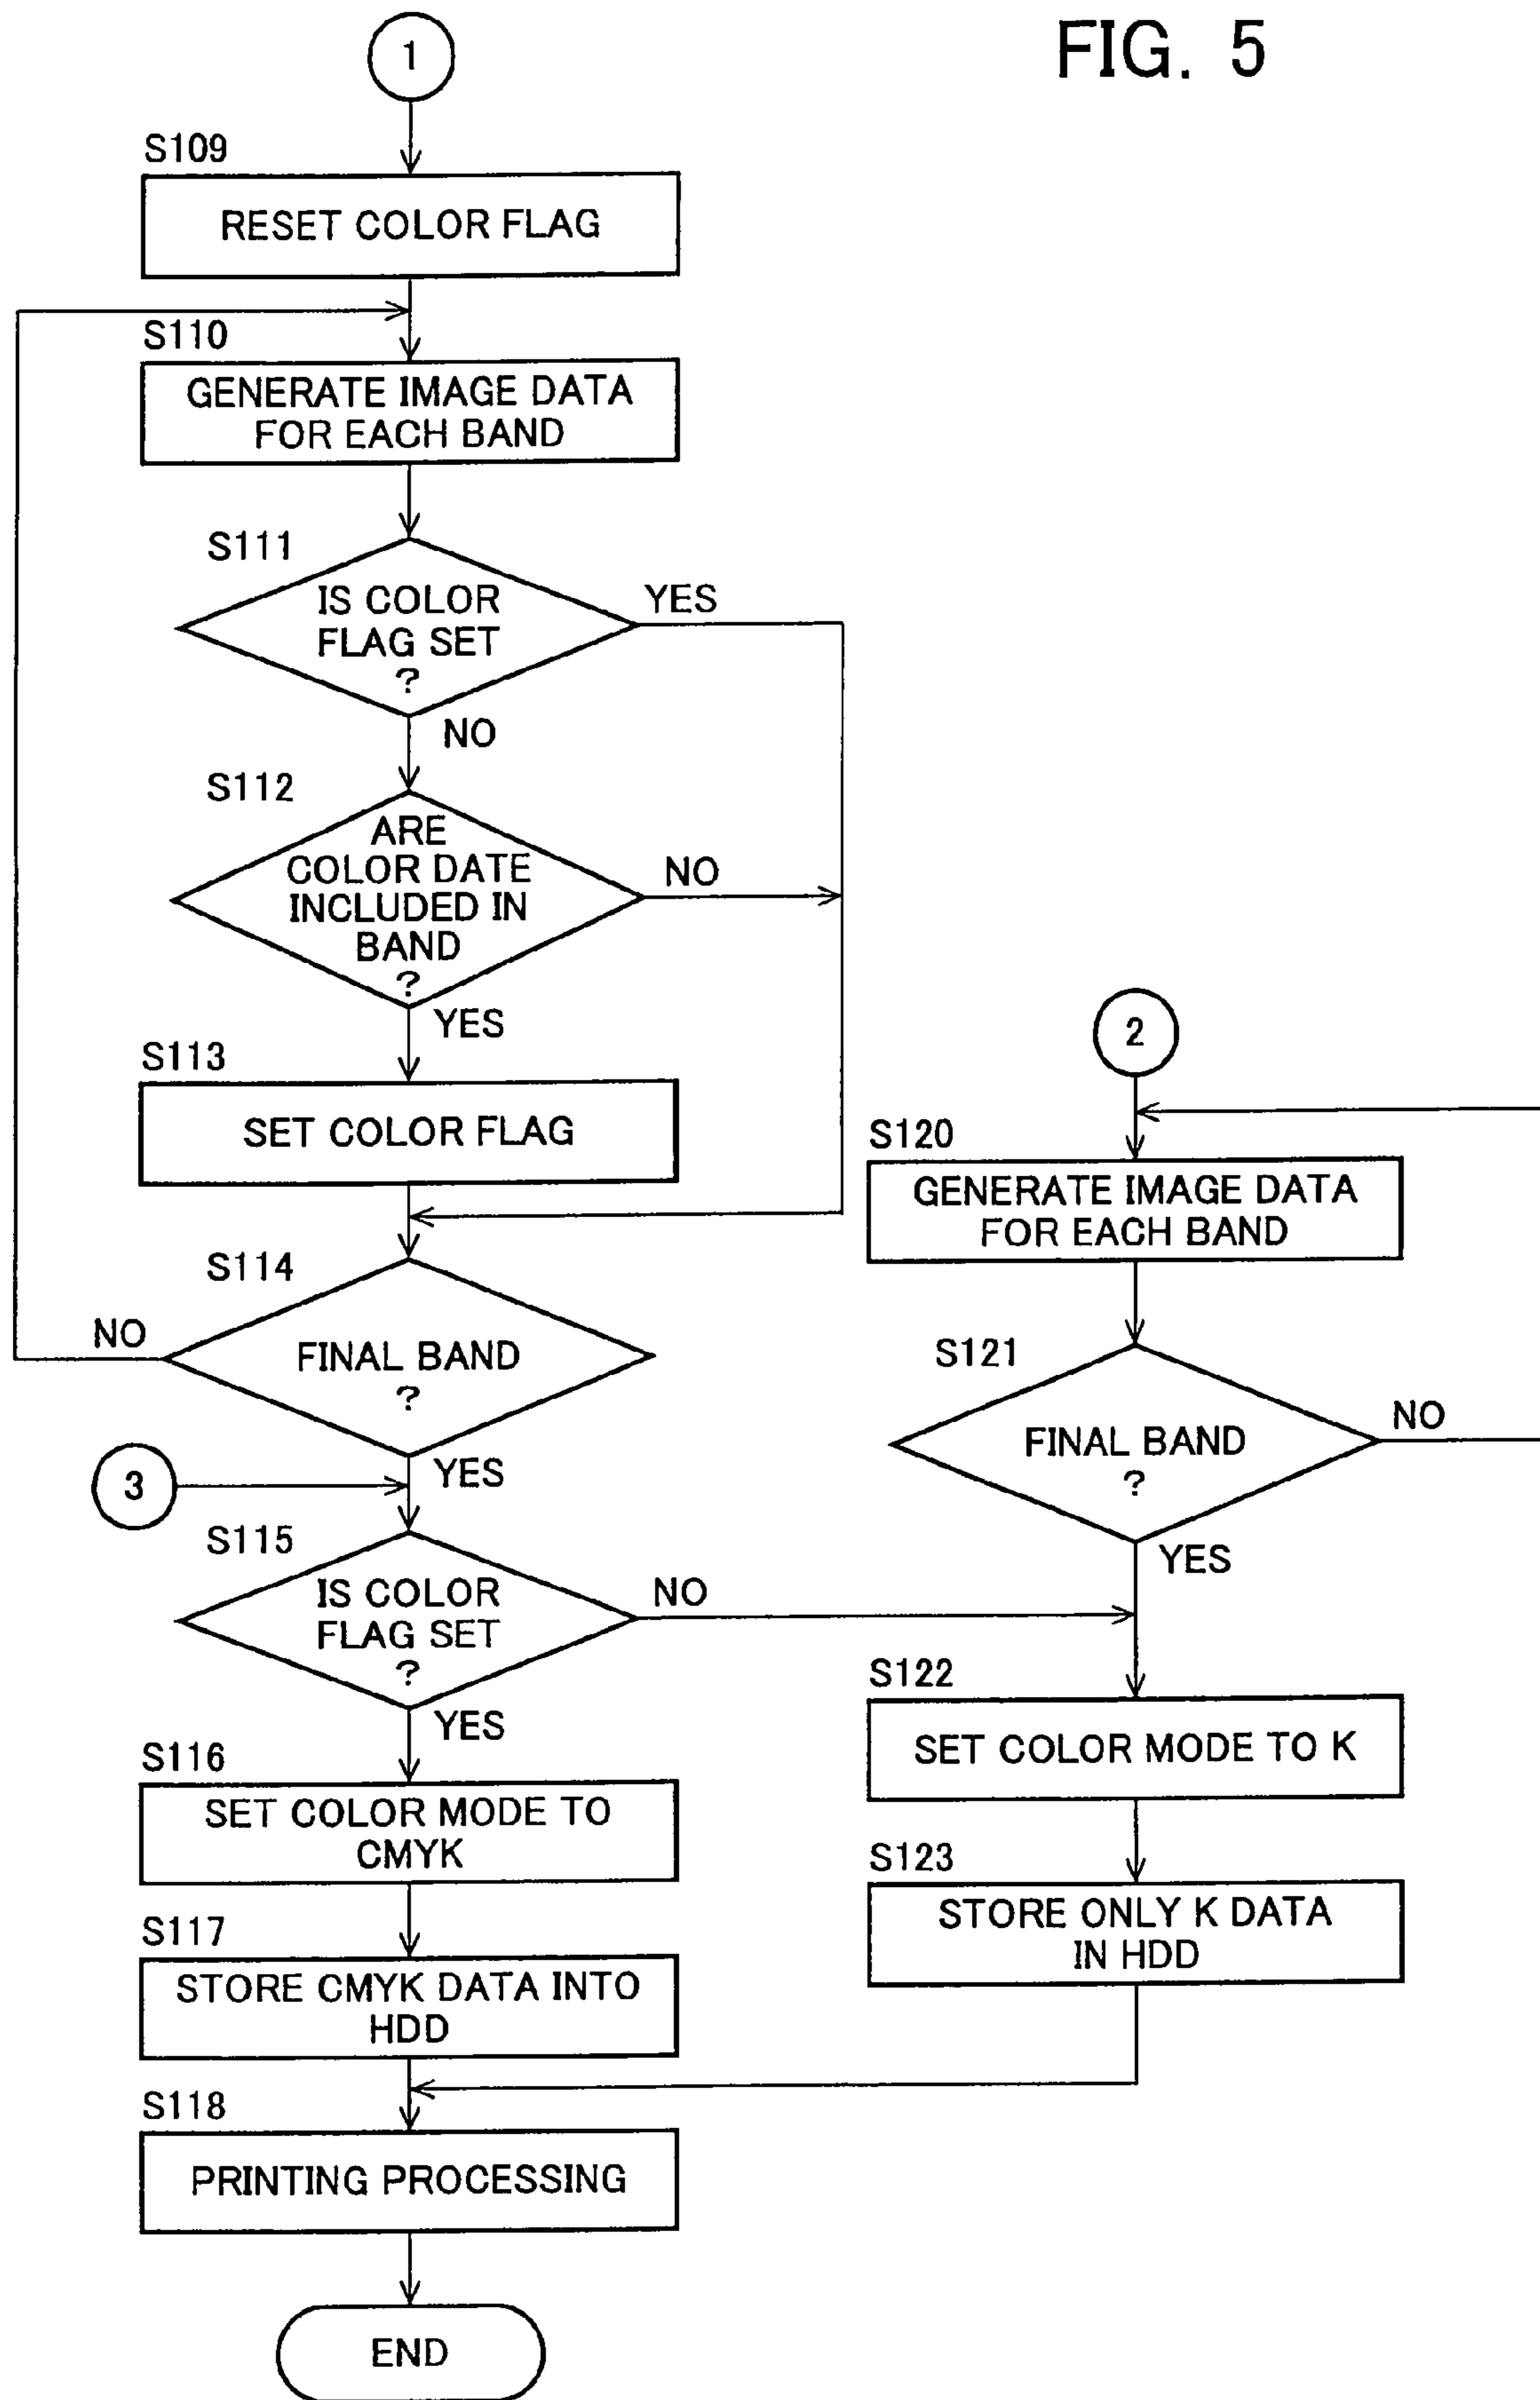 FIG. 5
1
S109
RESET COLOR FLAG
S110
GENERATE IMAGE DATA
FOR EACH BAND
S111
IS COLOR
FLAG SET
?
YES
NO
S112
ARE
COLOR DATE
INCLUDED IN
BAND
?
NO
YES
S113
SET COLOR FLAG
S114
FINAL BAND
?
NO
YES
3
S115
IS COLOR
FLAG SET
?
NO
YES
S116
SET COLOR MODE TO
CMYK
S117
STORE CMYK DATA INTO
HDD
S118
PRINTING PROCESSING
END
2
S120
GENERATE IMAGE DATA
FOR EACH BAND
S121
FINAL BAND
?
NO
YES
S122
SET COLOR MODE TO K
S123
STORE ONLY K DATA
IN HDD